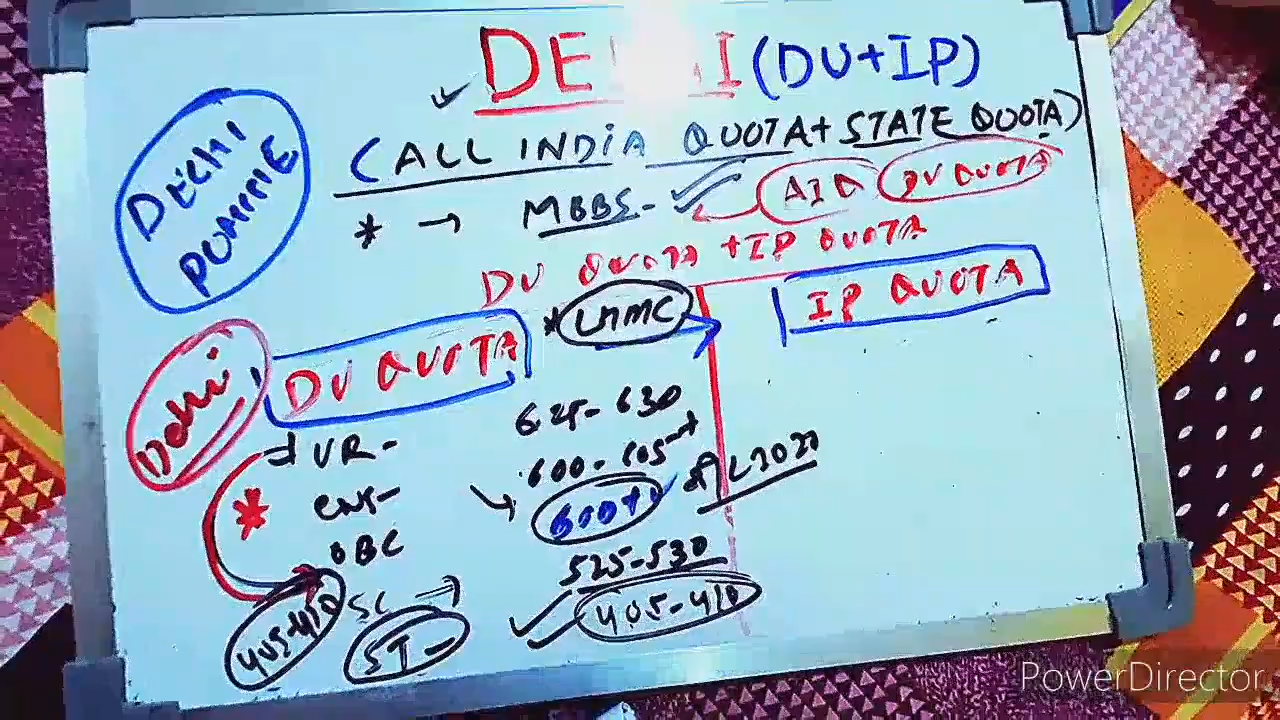 DE I (DU+IP)
(ALL INDIA QUOTA+ STATE QUOTA)
DELHI
* → MBBS-
AIQ DU QUOTA
DU QUOTA +IP QUOTA
*LHMC
IP QUOTA
Delhi
DU QUOTA
UR- 625-630
600-605-+
600+
OBC
525-530
SC → 405-410
405-410
ST-
PowerDirector